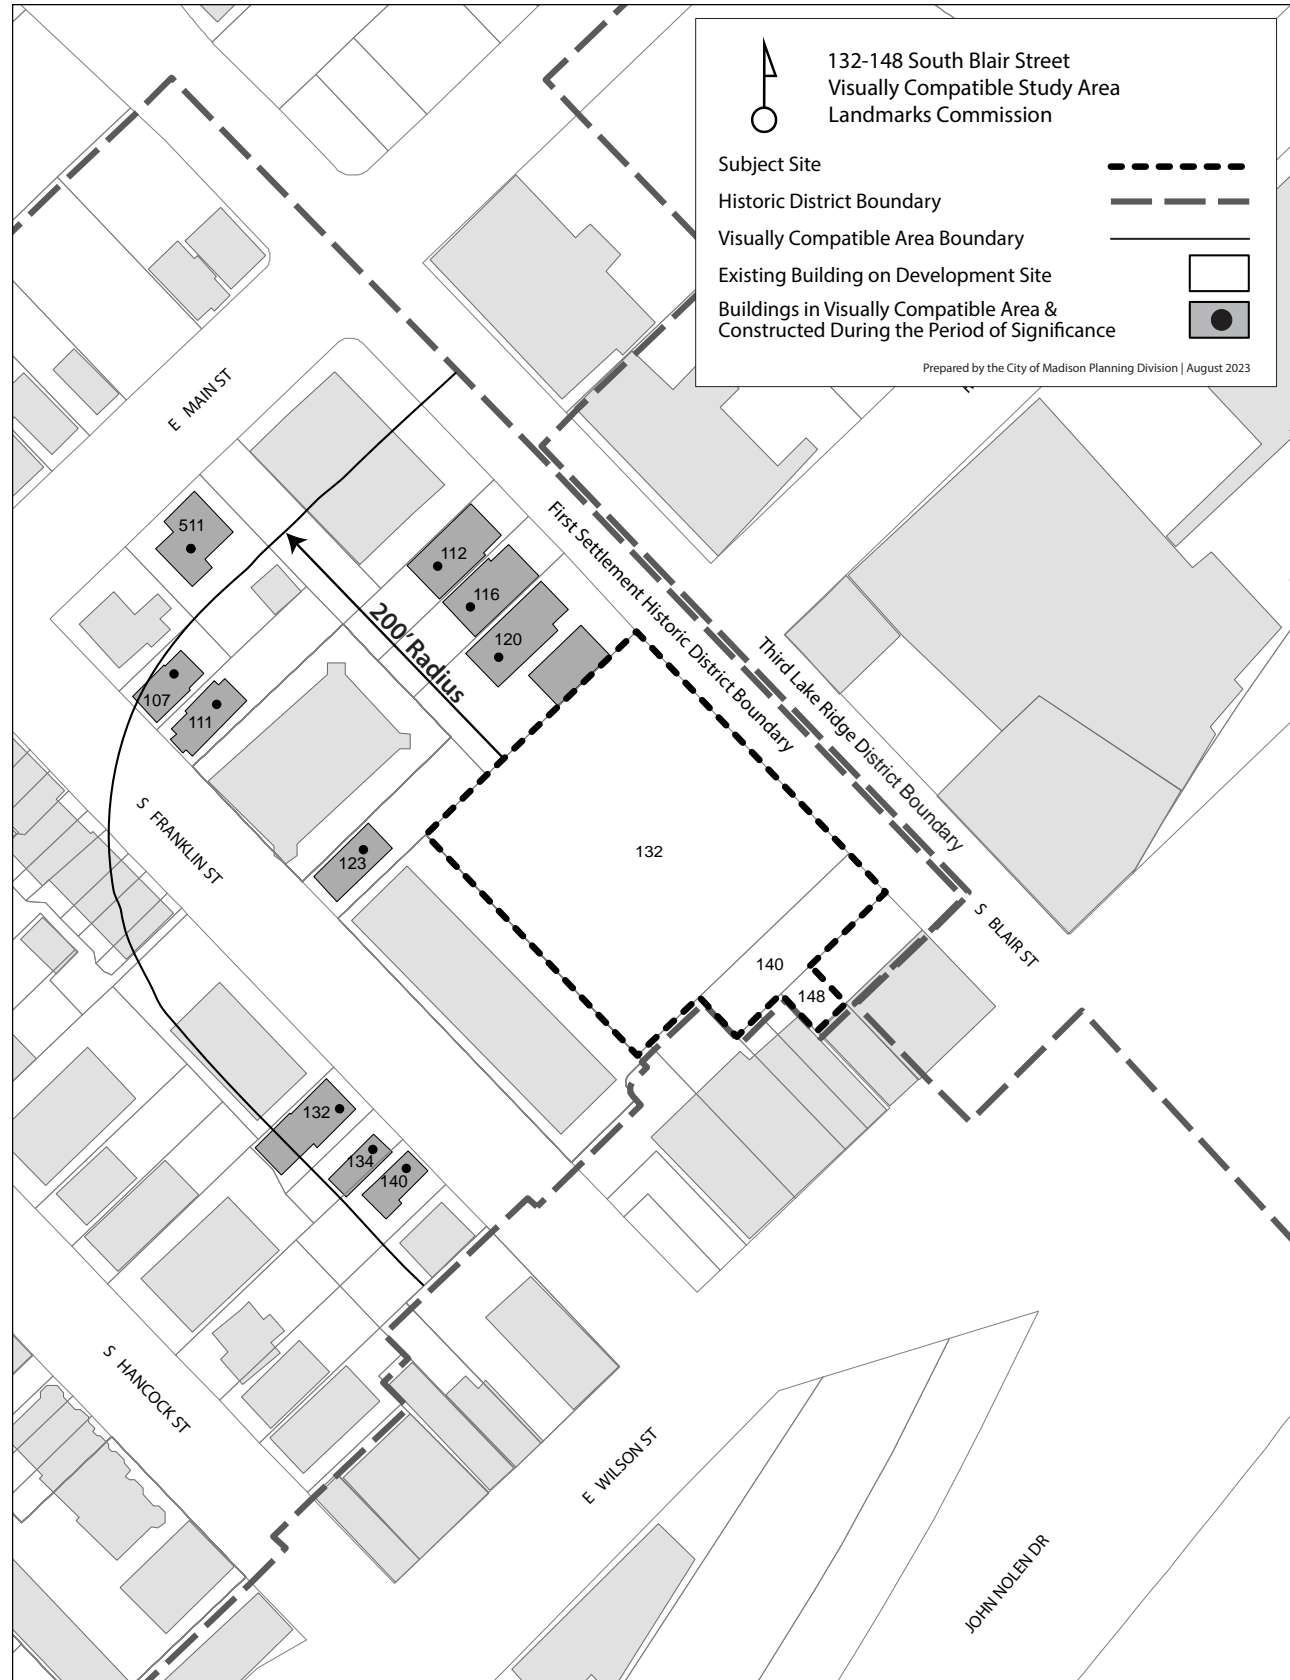 132-148 South Blair Street
Visually Compatible Study Area
Landmarks Commission
Subject Site
Historic District Boundary
Visually Compatible Area Boundary
Existing Building on Development Site
Buildings in Visually Compatible Area &
Constructed During the Period of Significance
Prepared by the City of Madison Planning Division | August 2023
E MAIN ST
511
112
116
120
200' Radius
First Settlement Historic District Boundary
Third Lake Ridge District Boundary
107
111
S FRANKLIN ST
123
132
140
148
S BLAIR ST
132
134
140
S HANCOCK ST
E WILSON ST
JOHN NOLEN DR